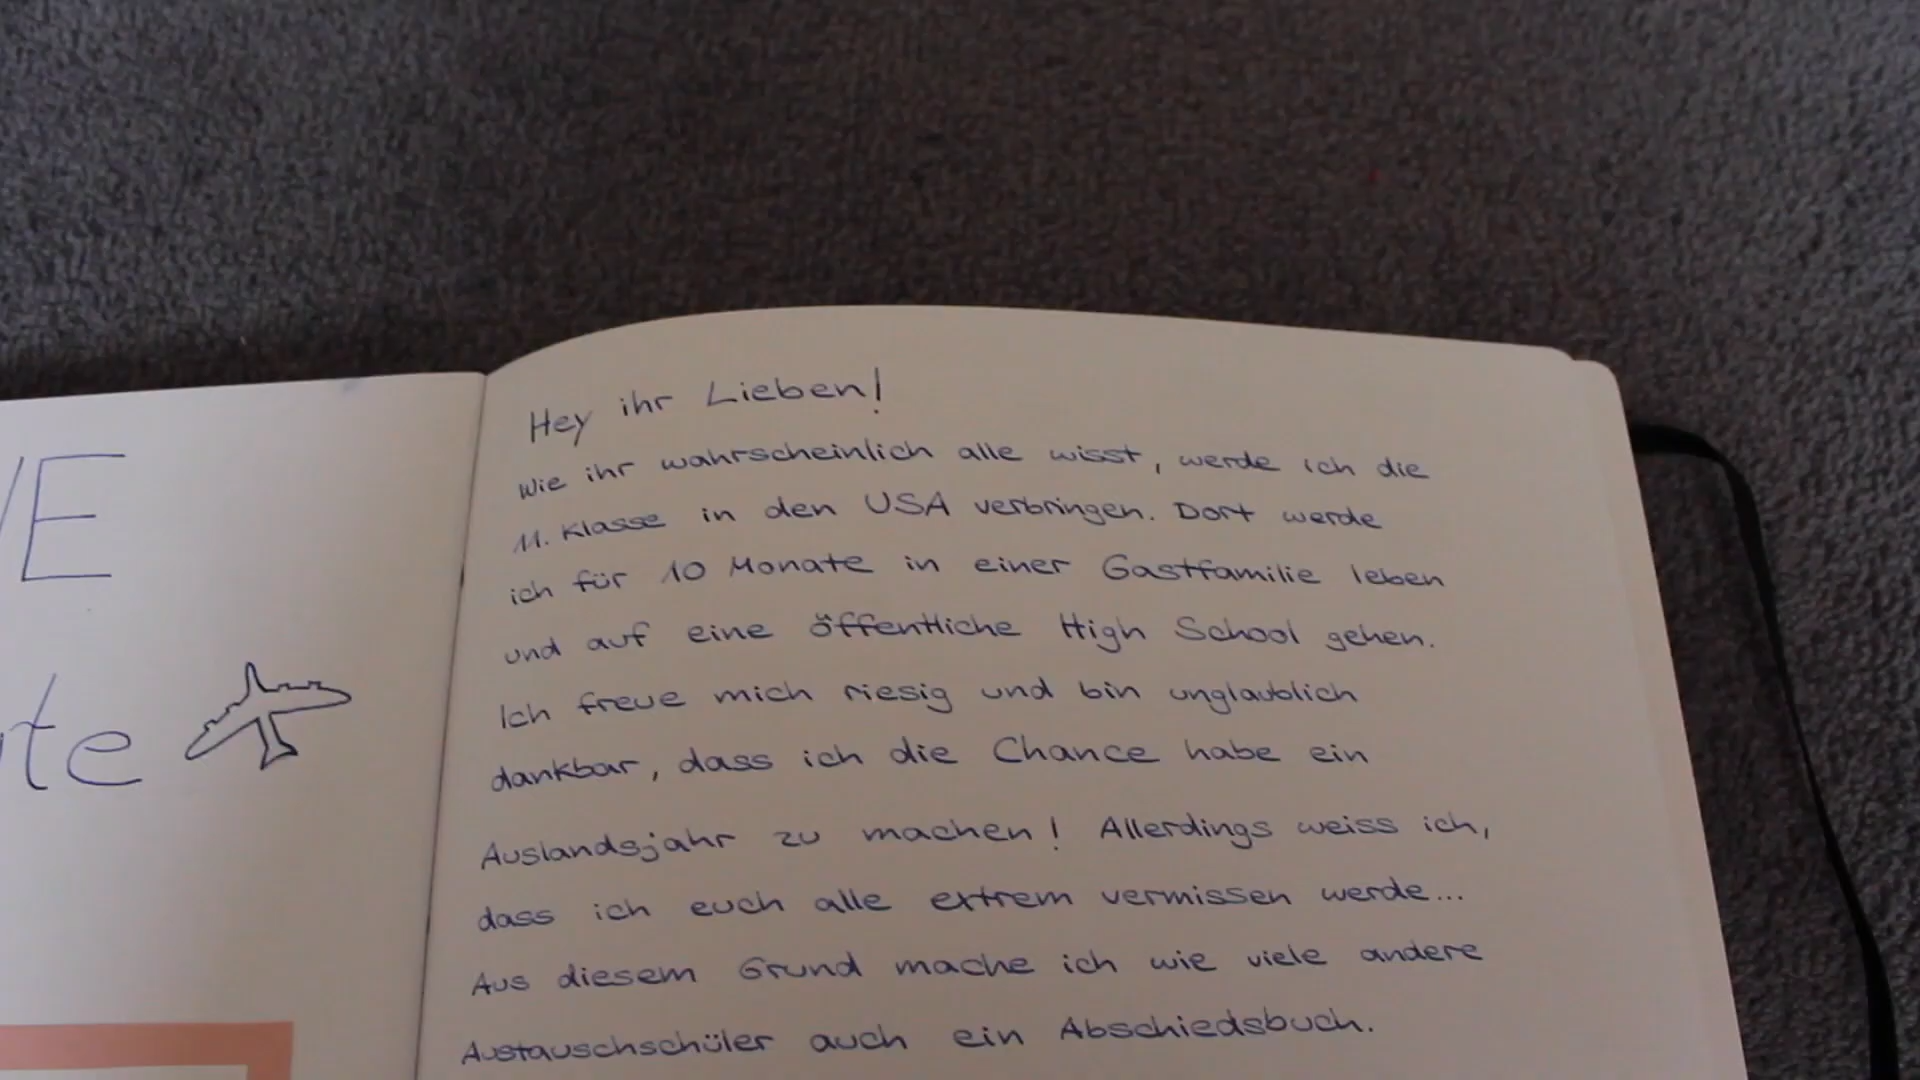 VE
te
Hey ihr Lieben!
Wie ihr wahrscheinlich alle wisst, werde ich die
11. Klasse in den USA verbringen. Dort werde
ich für 10 Monate in einer Gastfamilie leben
und auf eine öffentliche High School gehen.
Ich freue mich riesig und bin unglaublich
dankbar, dass ich die Chance habe ein
Auslandsjahr zu machen! Allerdings weiss ich,
dass ich euch alle extrem vermissen werde...
Aus diesem Grund mache ich wie viele andere
Austauschschüler auch ein Abschiedsbuch.